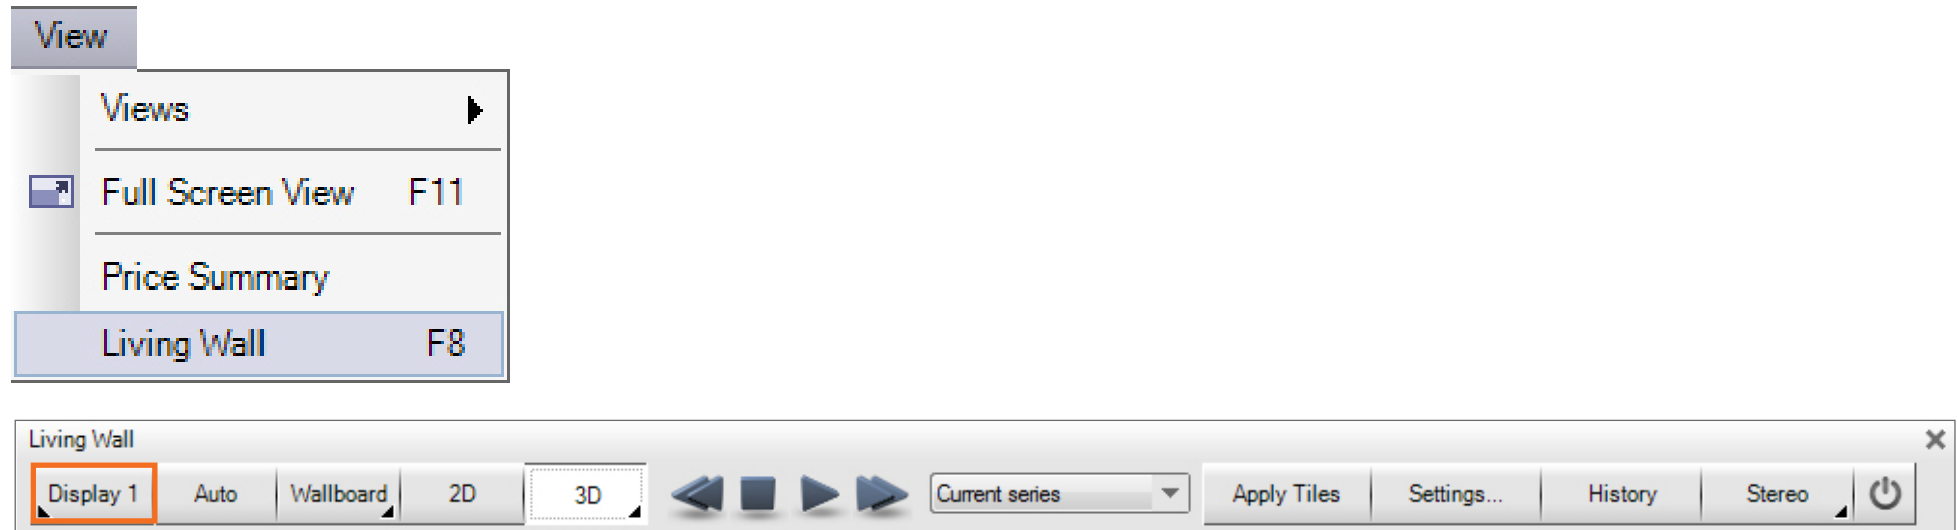 View
Views
Full Screen View F11
Price Summary
Living Wall F8
Living Wall
Display 1 Auto Wallboard 2D 3D Current series Apply Tiles Settings... History Stereo